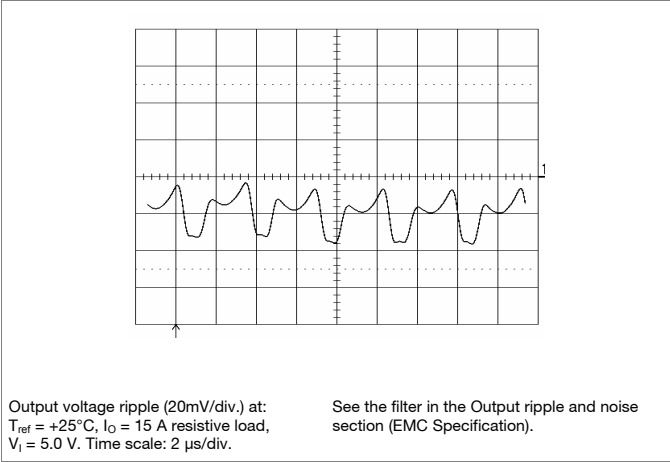 1
Output voltage ripple (20mV/div.) at:
Tref = +25°C, IO = 15 A resistive load,
VI = 5.0 V. Time scale: 2 µs/div.
See the filter in the Output ripple and noise
section (EMC Specification).